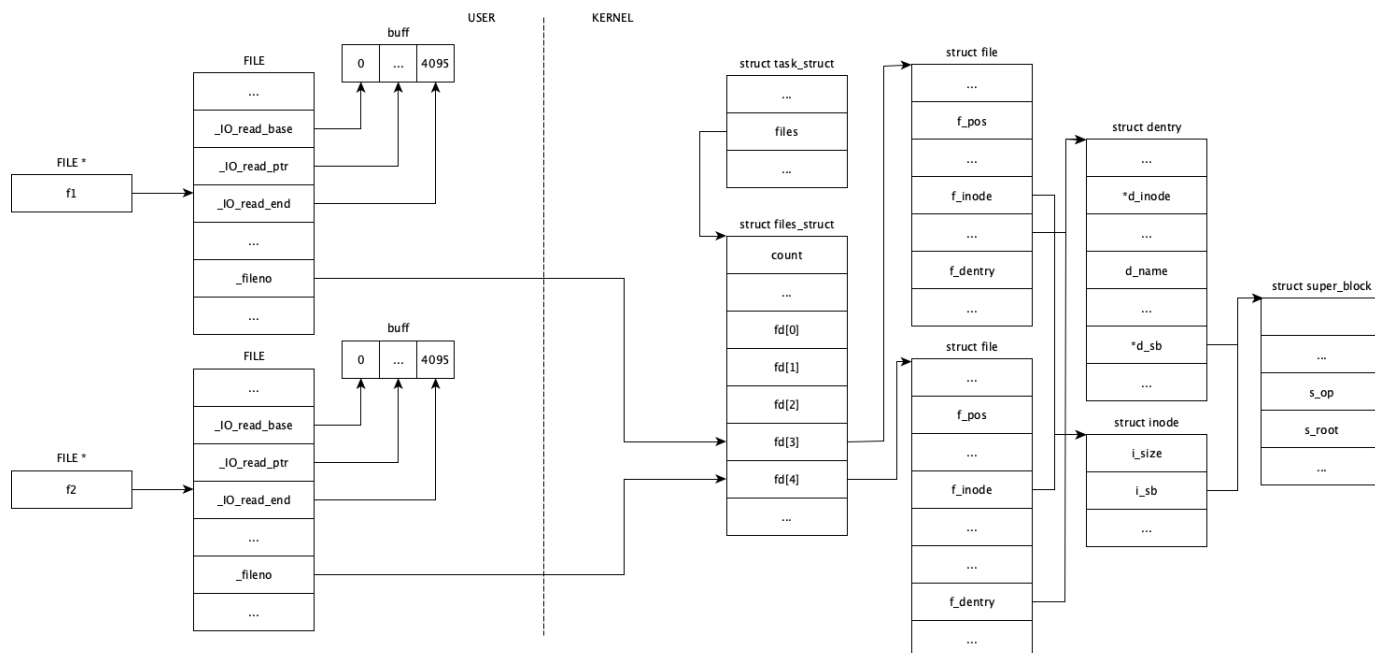 USER
KERNEL
buff
0
...
4095
FILE
...
_IO_read_base
_IO_read_ptr
_IO_read_end
...
_fileno
...
FILE *
f1
buff
0
...
4095
FILE
...
_IO_read_base
_IO_read_ptr
_IO_read_end
...
_fileno
...
FILE *
f2
struct task_struct
...
files
...
struct files_struct
count
...
fd[0]
fd[1]
fd[2]
fd[3]
fd[4]
...
struct file
...
f_pos
...
f_inode
...
f_dentry
...
struct file
...
f_pos
...
f_inode
...
...
f_dentry
...
struct dentry
...
*d_inode
...
d_name
...
*d_sb
...
struct inode
i_size
i_sb
...
struct super_block
...
s_op
s_root
...